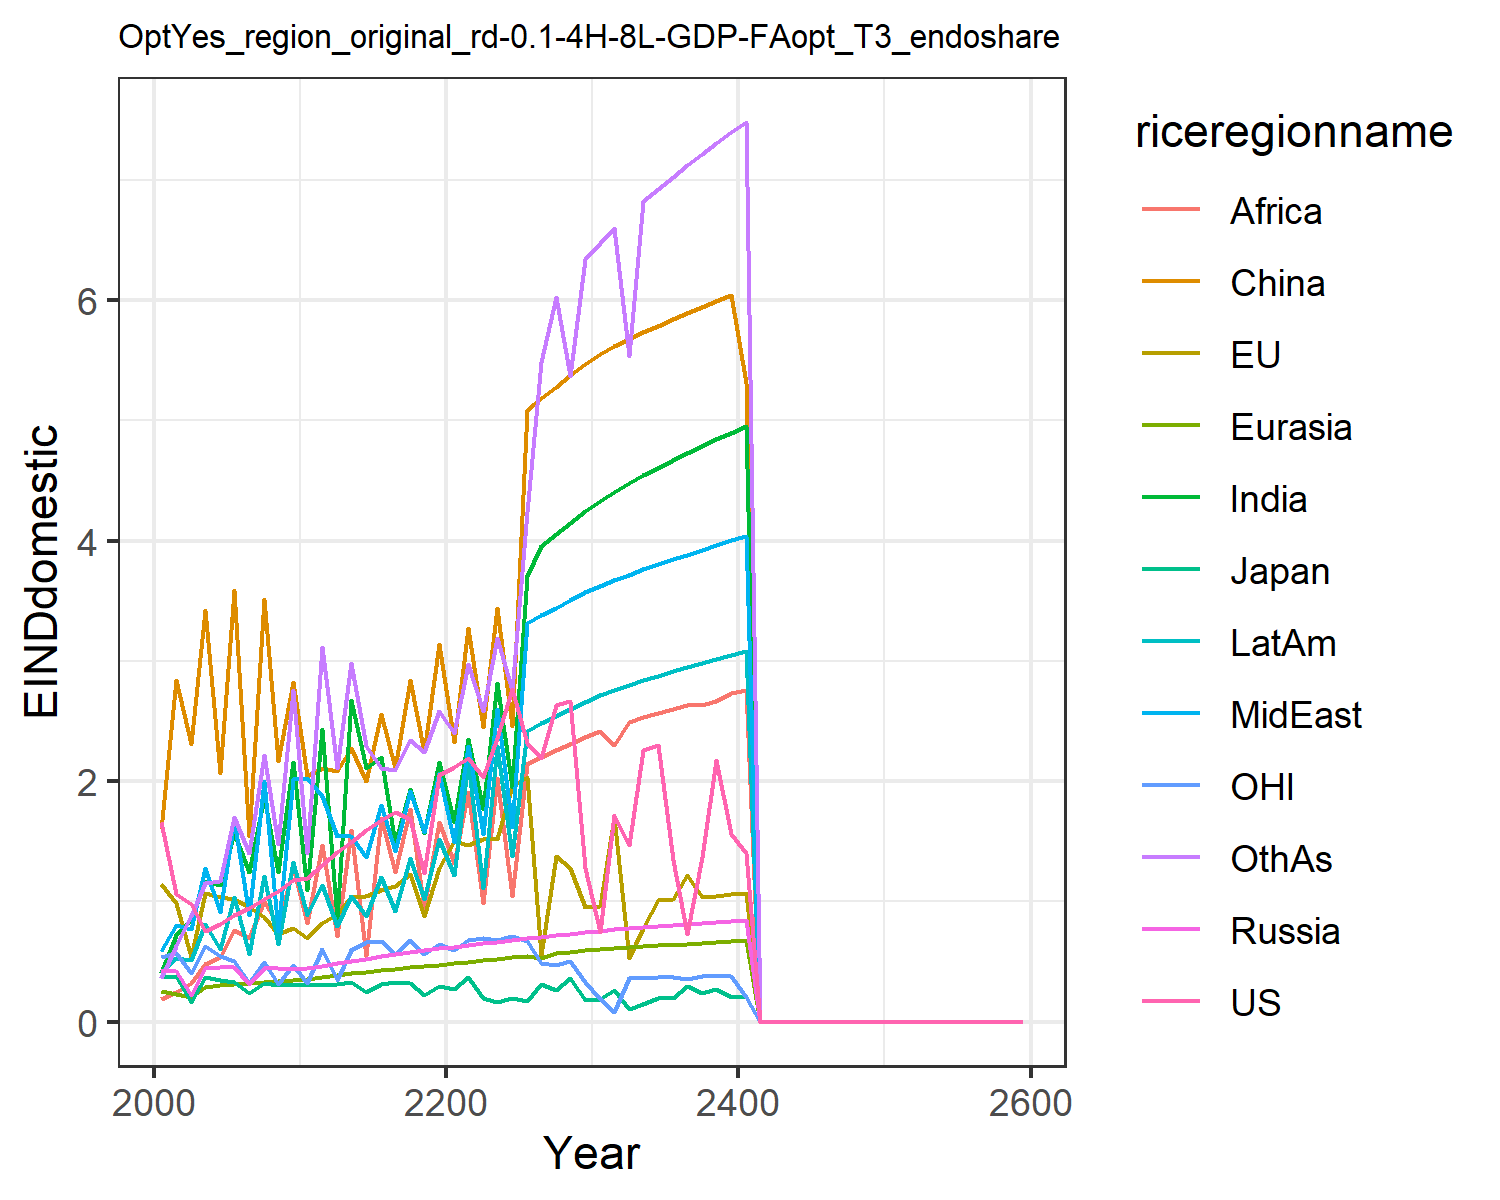 OptYes_region_original_rd-0.1-4H-8L-GDP-FAopt_T3_endoshare
riceregionname
Africa
China
EU
Eurasia
India
Japan
LatAm
MidEast
OHI
OthAs
Russia
US
EINDdomestic
6
4
2
0
2000 2200 2400 2600
Year